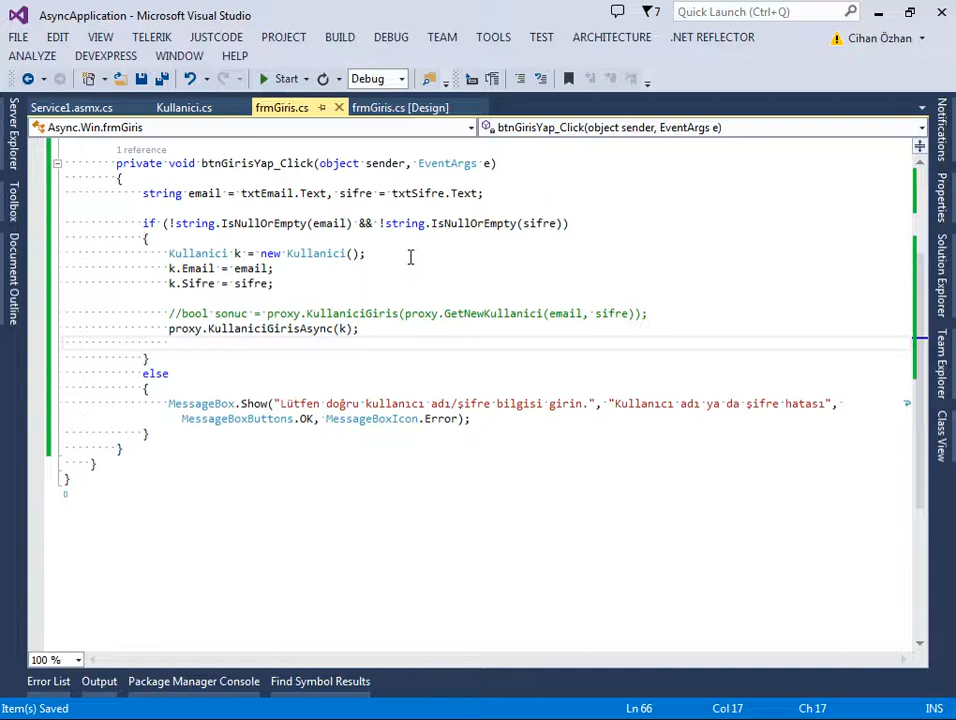 AsyncApplication - Microsoft Visual Studio
7
Quick Launch (Ctrl+Q)
FILE EDIT VIEW TELERIK JUSTCODE PROJECT BUILD DEBUG TEAM TOOLS TEST ARCHITECTURE .NET REFLECTOR
Cihan Özhan
ANALYZE DEVEXPRESS WINDOW HELP
Start
Debug
Server Explorer
Toolbox
Document Outline
Service1.asmx.cs Kullanici.cs frmGiris.cs frmGiris.cs [Design]
Async.Win.frmGiris
btnGirisYap_Click(object sender, EventArgs e)
1 reference
private void btnGirisYap_Click(object sender, EventArgs e)
{
string email = txtEmail.Text, sifre = txtSifre.Text;
if (!string.IsNullOrEmpty(email) && !string.IsNullOrEmpty(sifre))
{
Kullanici k = new Kullanici();
k.Email = email;
k.Sifre = sifre;
//bool sonuc = proxy.KullaniciGiris(proxy.GetNewKullanici(email, sifre));
proxy.KullaniciGirisAsync(k);
}
else
{
MessageBox.Show("Lütfen doğru kullanıcı adı/şifre bilgisi girin.", "Kullanıcı adı ya da şifre hatası",
MessageBoxButtons.OK, MessageBoxIcon.Error);
}
}
}
}
Notifications
Properties
Solution Explorer
Team Explorer
Class View
100 %
Error List Output Package Manager Console Find Symbol Results
Item(s) Saved
Ln 66 Col 17 Ch 17 INS